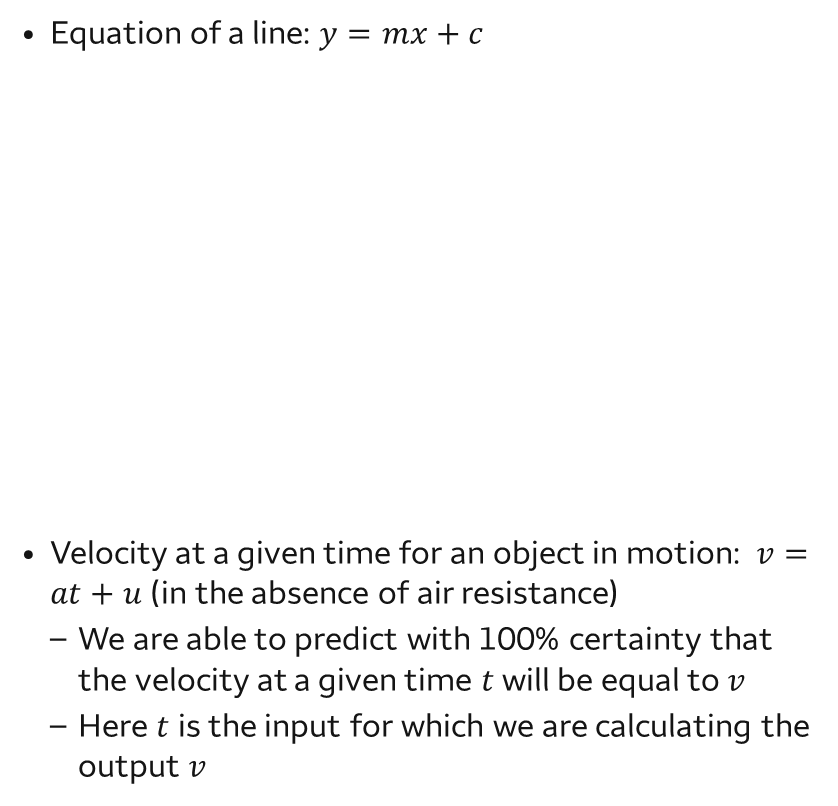 • Equation of a line: 𝑦 = 𝑚𝑥 + 𝑐
• Velocity at a given time for an object in motion: 𝑣 =
𝑎𝑡 + 𝑢 (in the absence of air resistance)
– We are able to predict with 100% certainty that
the velocity at a given time 𝑡 will be equal to 𝑣
– Here 𝑡 is the input for which we are calculating the
output 𝑣